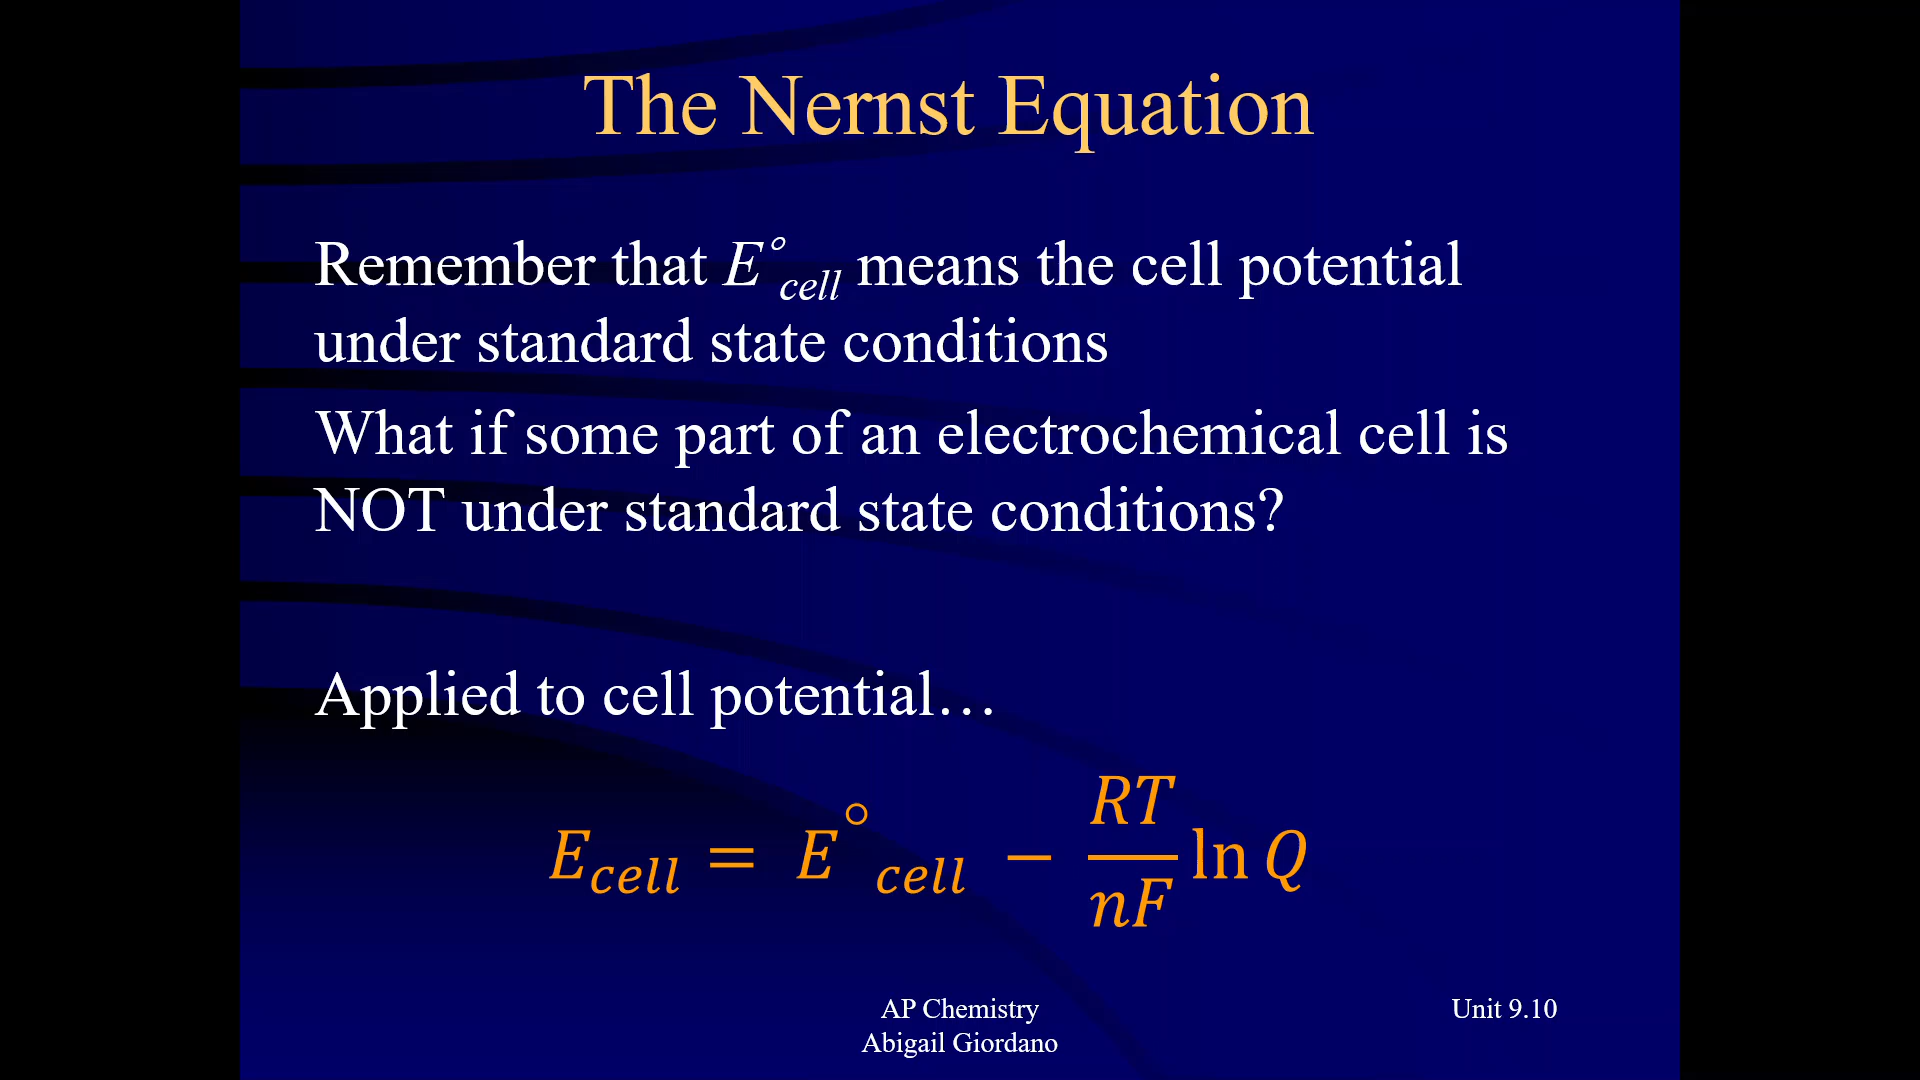 The Nernst Equation
Remember that E°cell means the cell potential
under standard state conditions
What if some part of an electrochemical cell is
NOT under standard state conditions?
Applied to cell potential…
E_cell = E°_cell − RT/nF ln Q
AP Chemistry
Abigail Giordano
Unit 9.10